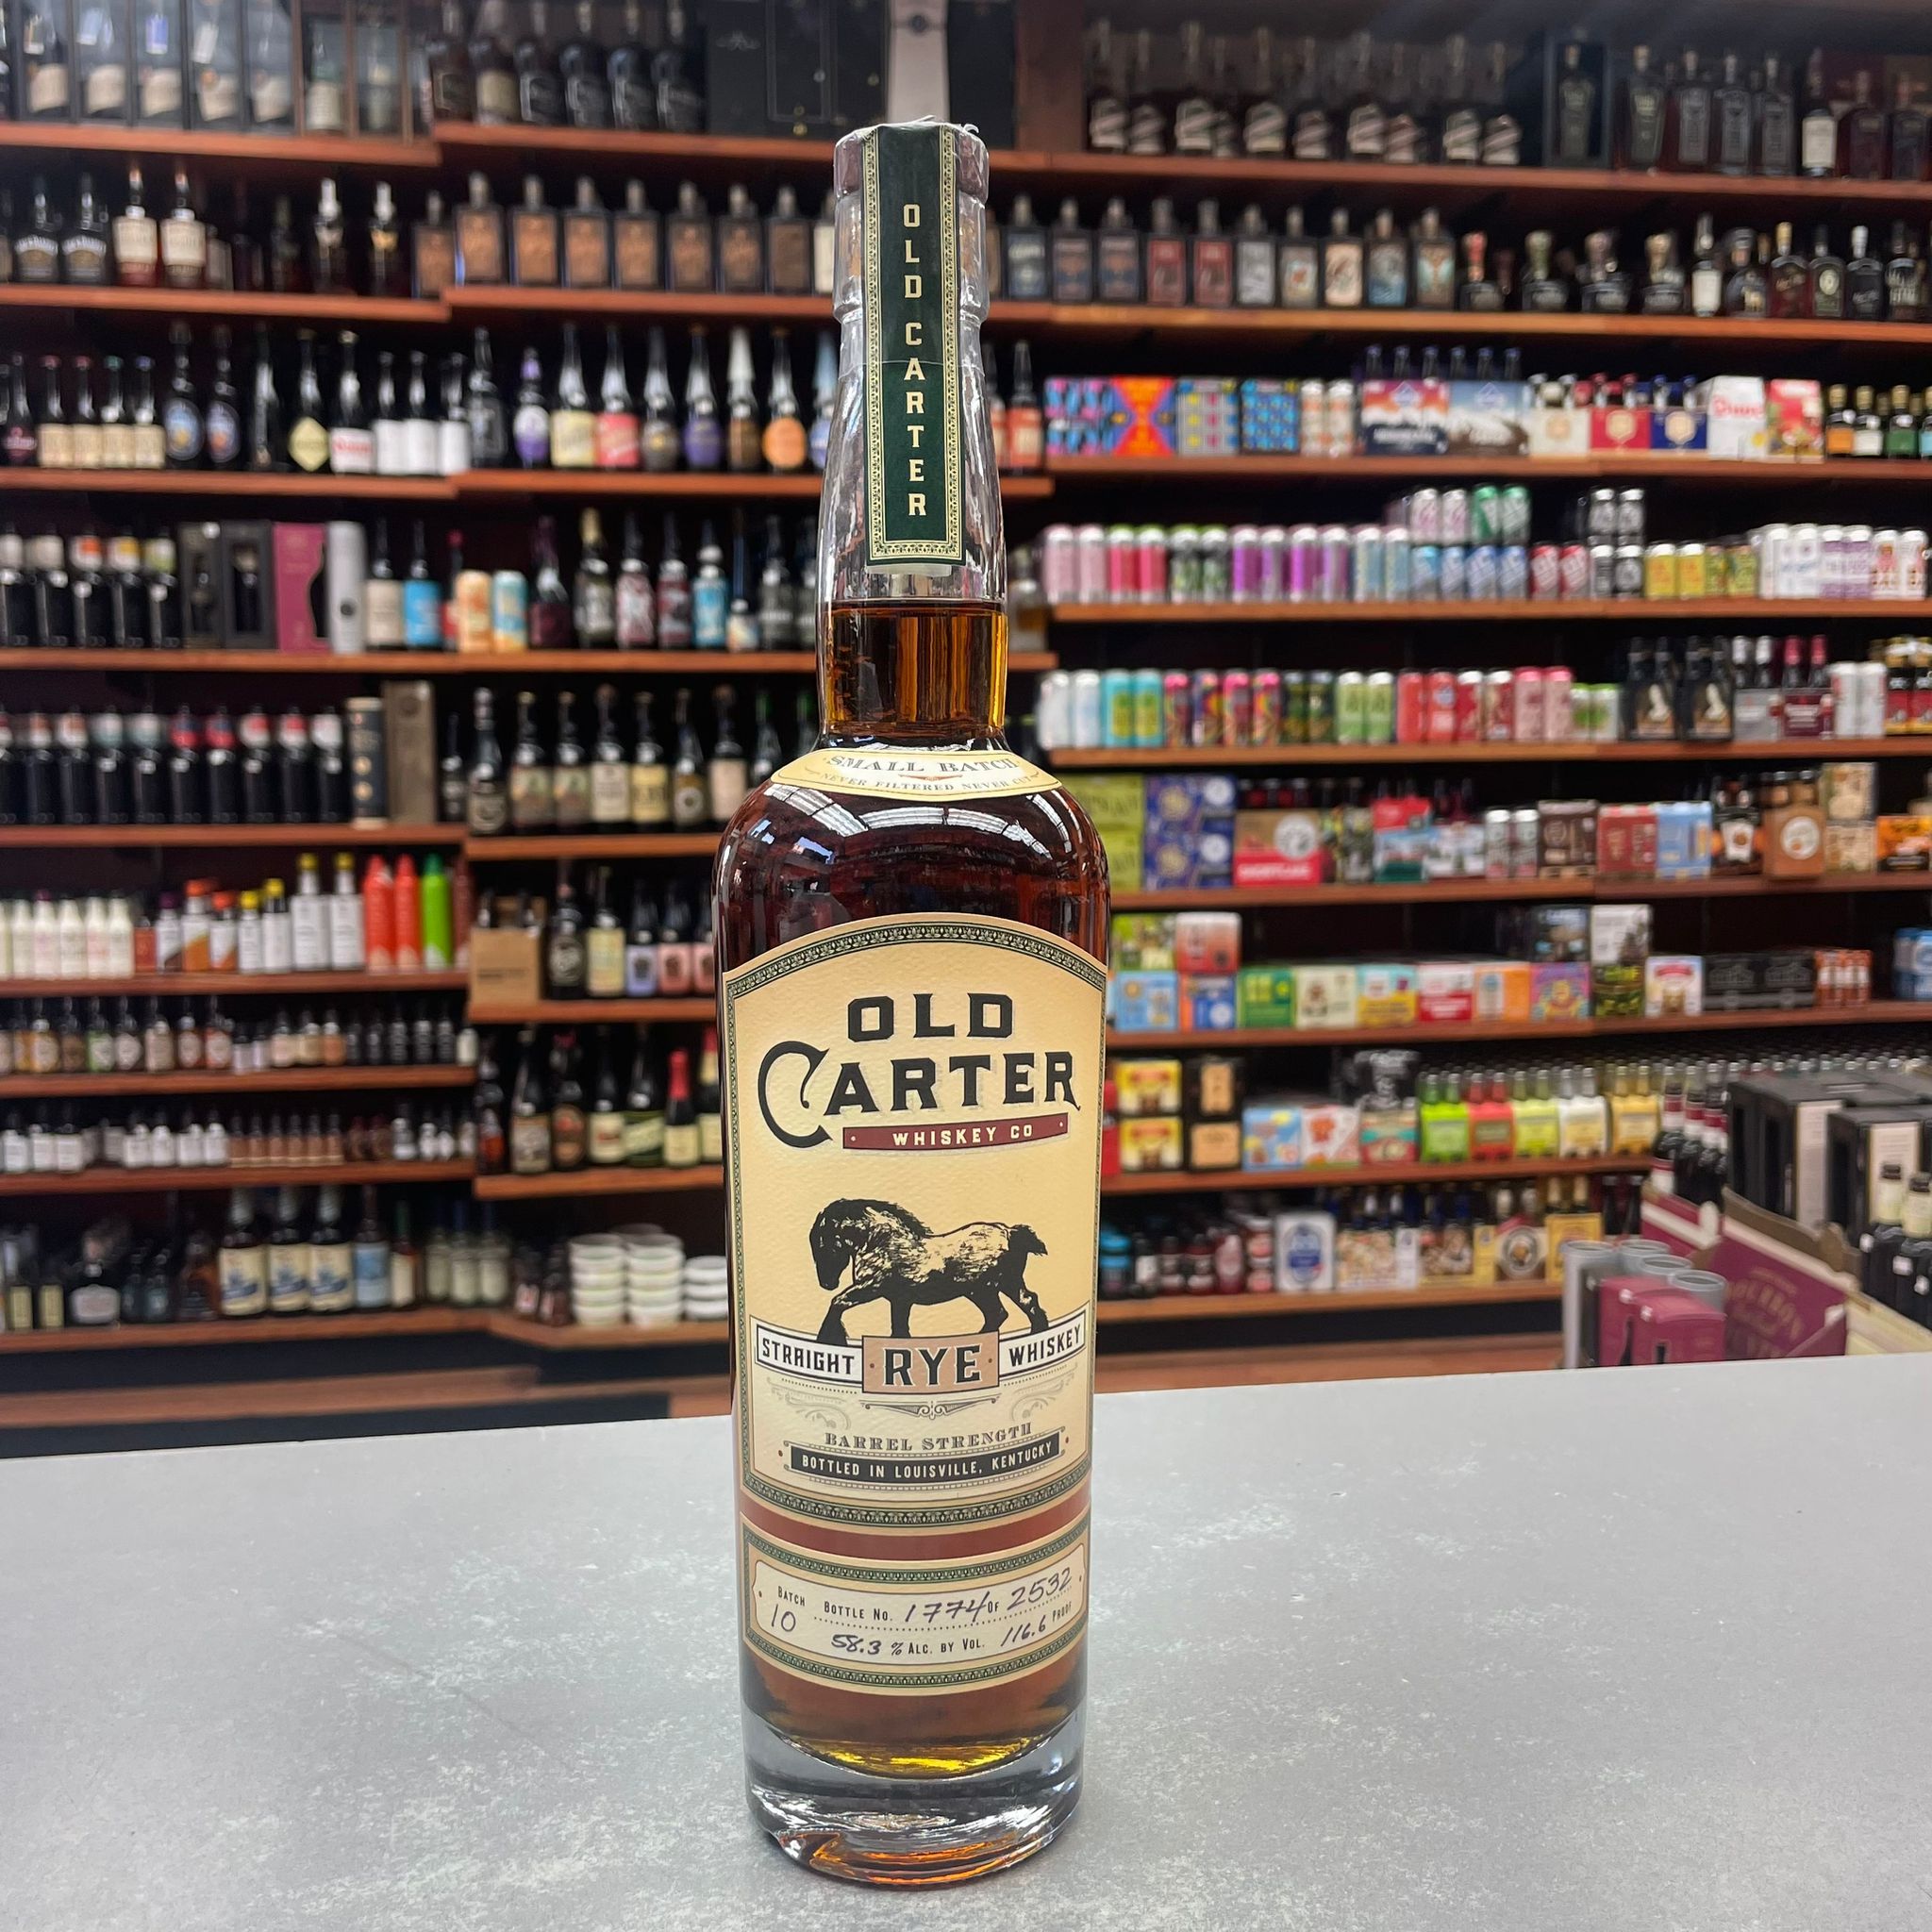 OLD CARTER
SMALL BATCH
NEVER FILTERED NEVER
OLD
CARTER
WHISKEY CO
STRAIGHT RYE WHISKEY
BARREL STRENGTH
BOTTLED IN LOUISVILLE, KENTUCKY
BATCH 10 BOTTLE NO. 1774 OF 2532
58.3 % ALC. BY VOL. 116.6 PROOF